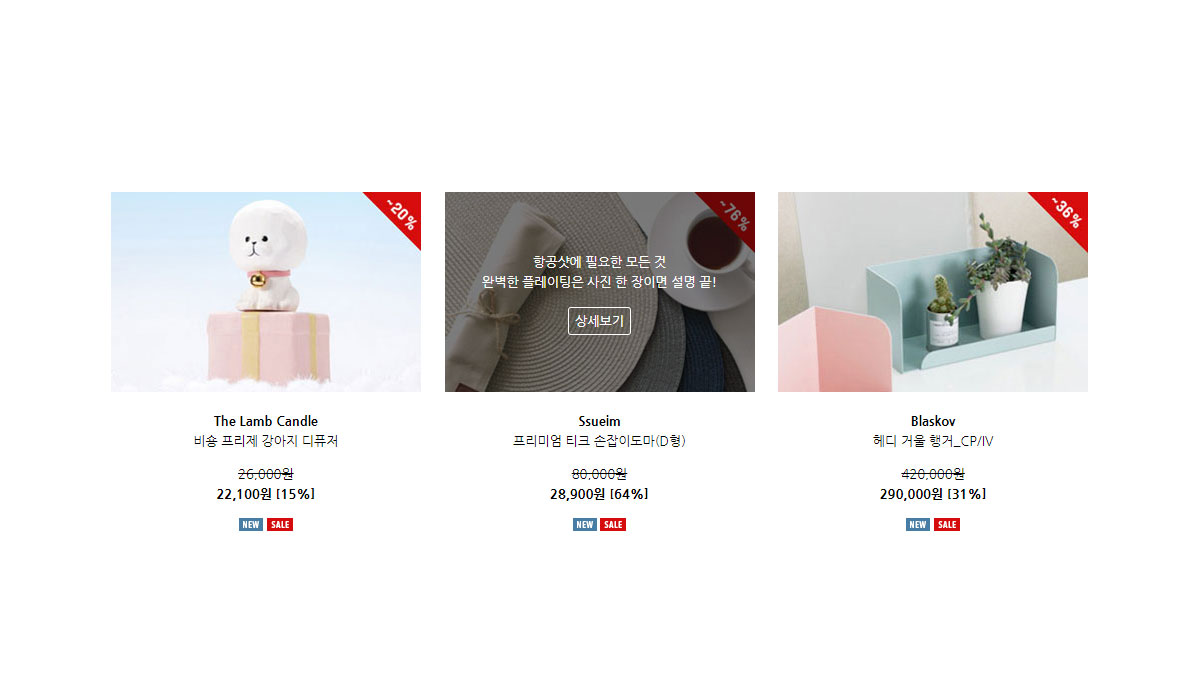 ~20%
~76%
~36%
항공샷에 필요한 모든 것
완벽한 플레이팅은 사진 한 장이면 설명 끝!
상세보기
The Lamb Candle
비숑 프리제 강아지 디퓨저
26,000원
22,100원 [15%]
NEW SALE
Ssueim
프리미엄 티크 손잡이도마(D형)
80,000원
28,900원 [64%]
NEW SALE
Blaskov
헤디 거울 행거_CP/IV
420,000원
290,000원 [31%]
NEW SALE